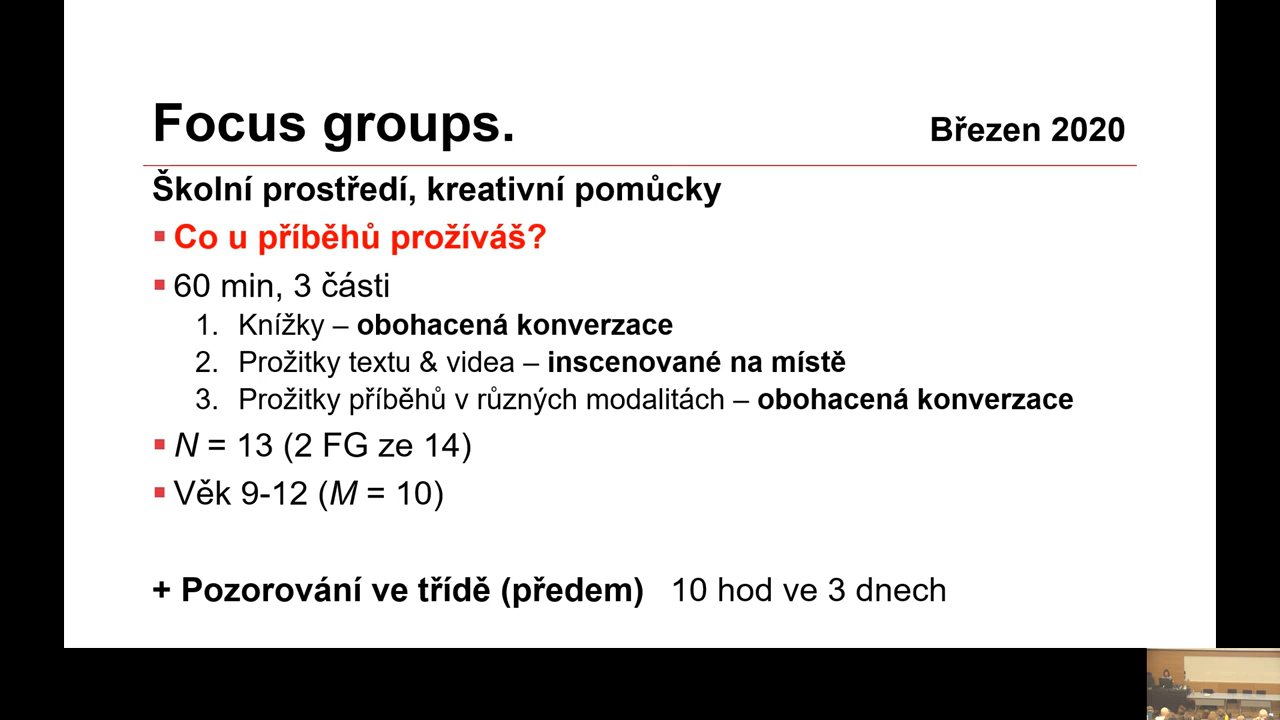 Focus groups.
Březen 2020
Školní prostředí, kreativní pomůcky
▪ Co u příběhů prožíváš?
▪ 60 min, 3 části
1. Knížky – obohacená konverzace
2. Prožitky textu & videa – inscenované na místě
3. Prožitky příběhů v různých modalitách – obohacená konverzace
▪ N = 13 (2 FG ze 14)
▪ Věk 9-12 (M = 10)
+ Pozorování ve třídě (předem) 10 hod ve 3 dnech